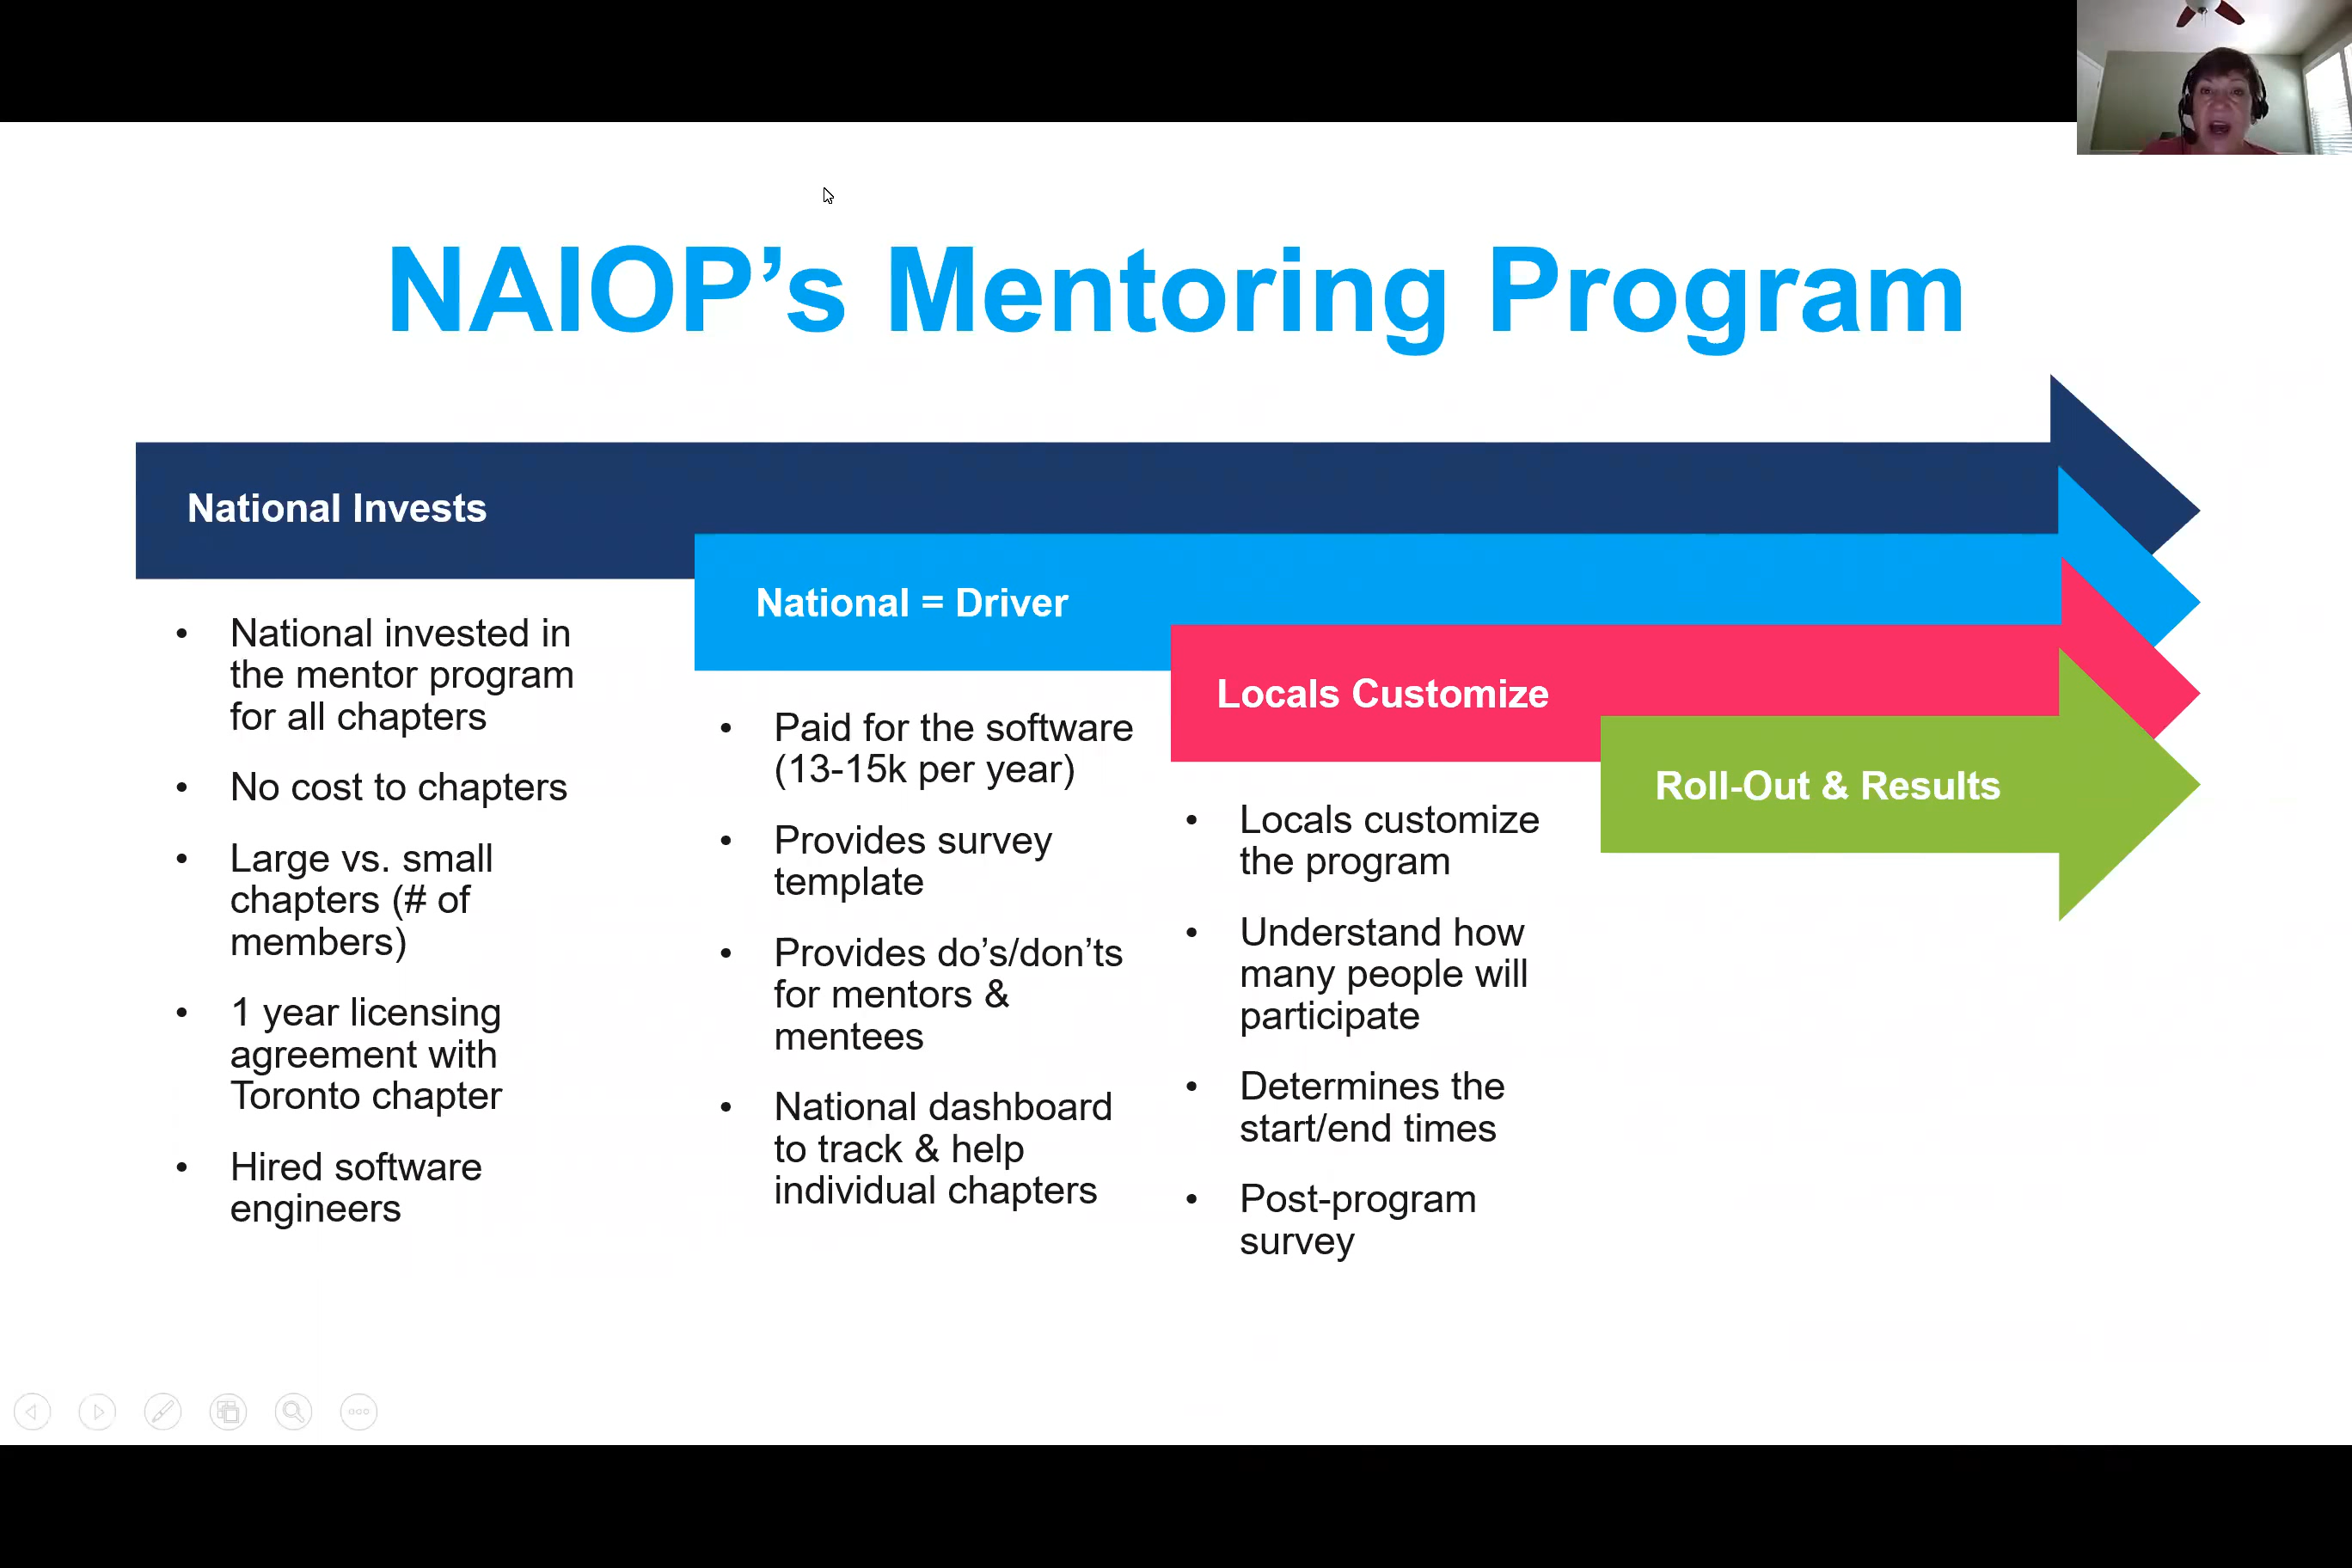 NAIOP’s Mentoring Program
National Invests
• National invested in
the mentor program
for all chapters
• No cost to chapters
• Large vs. small
chapters (# of
members)
• 1 year licensing
agreement with
Toronto chapter
• Hired software
engineers
National = Driver
• Paid for the software
(13-15k per year)
• Provides survey
template
• Provides do’s/don’ts
for mentors &
mentees
• National dashboard
to track & help
individual chapters
Locals Customize
• Locals customize
the program
• Understand how
many people will
participate
• Determines the
start/end times
• Post-program
survey
Roll-Out & Results